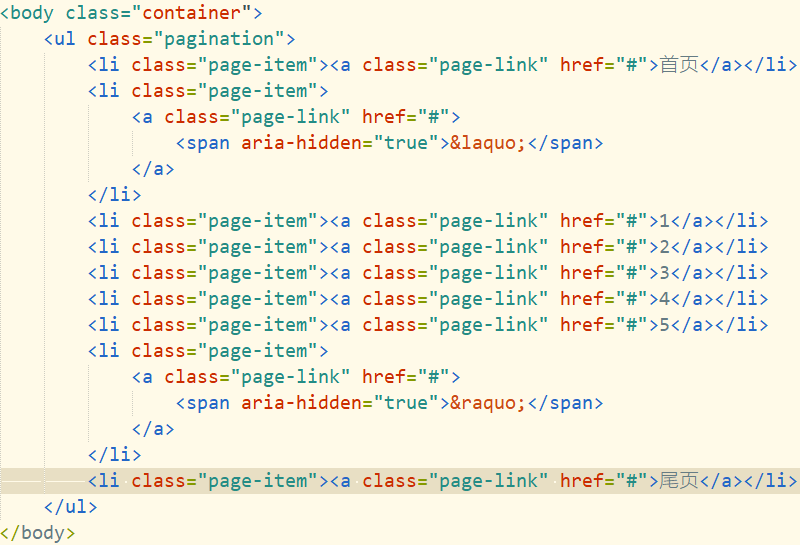 <body class="container">
    <ul class="pagination">
        <li class="page-item"><a class="page-link" href="#">首页</a></li>
        <li class="page-item">
            <a class="page-link" href="#">
                <span aria-hidden="true">&laquo;</span>
            </a>
        </li>
        <li class="page-item"><a class="page-link" href="#">1</a></li>
        <li class="page-item"><a class="page-link" href="#">2</a></li>
        <li class="page-item"><a class="page-link" href="#">3</a></li>
        <li class="page-item"><a class="page-link" href="#">4</a></li>
        <li class="page-item"><a class="page-link" href="#">5</a></li>
        <li class="page-item">
            <a class="page-link" href="#">
                <span aria-hidden="true">&raquo;</span>
            </a>
        </li>
        <li class="page-item"><a class="page-link" href="#">尾页</a></li>
    </ul>
</body>